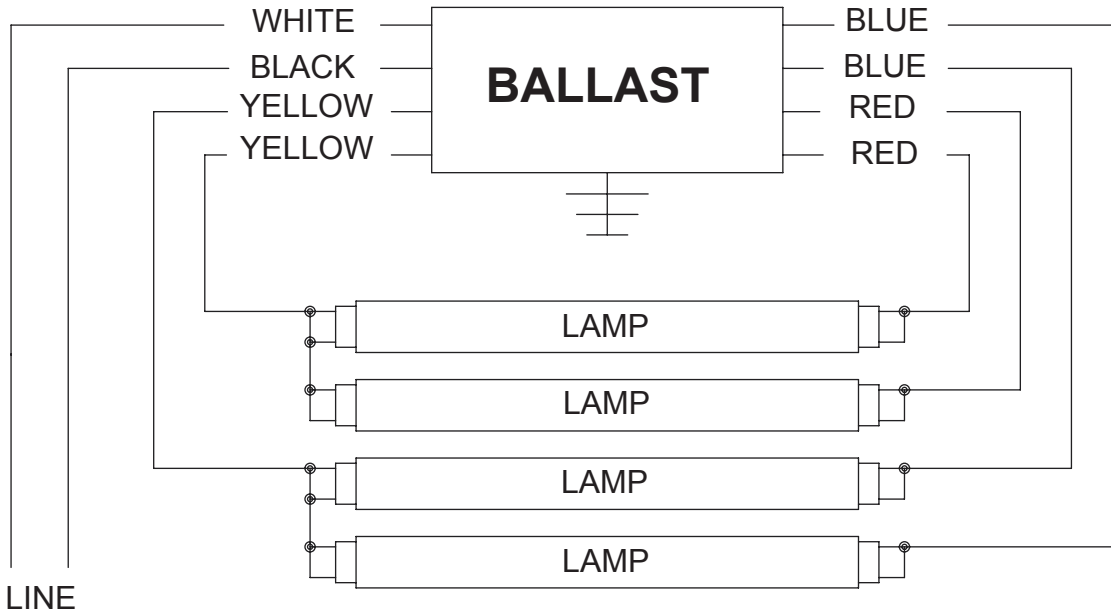 WHITE
BLACK
YELLOW
YELLOW
BALLAST
BLUE
BLUE
RED
RED
LAMP
LAMP
LAMP
LAMP
LINE